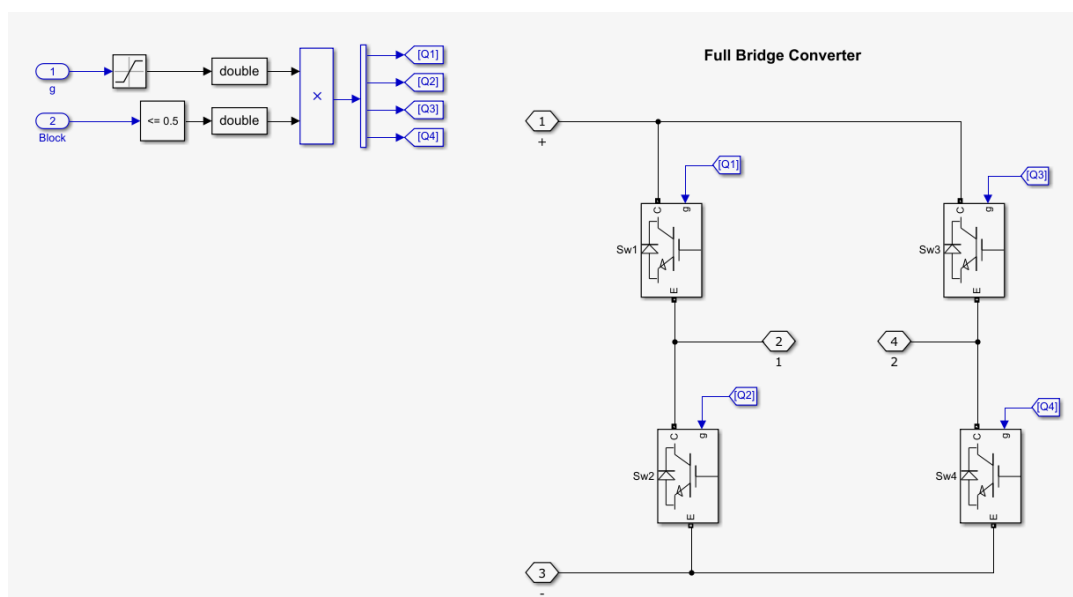 Full Bridge Converter
1
g
double
×
[Q1]
[Q2]
[Q3]
[Q4]
2
Block
<= 0.5
double
1
+
[Q1]
[Q3]
C
g
Sw1
E
C
g
Sw3
E
2
1
4
2
[Q2]
[Q4]
C
g
Sw2
E
C
g
Sw4
E
3
-